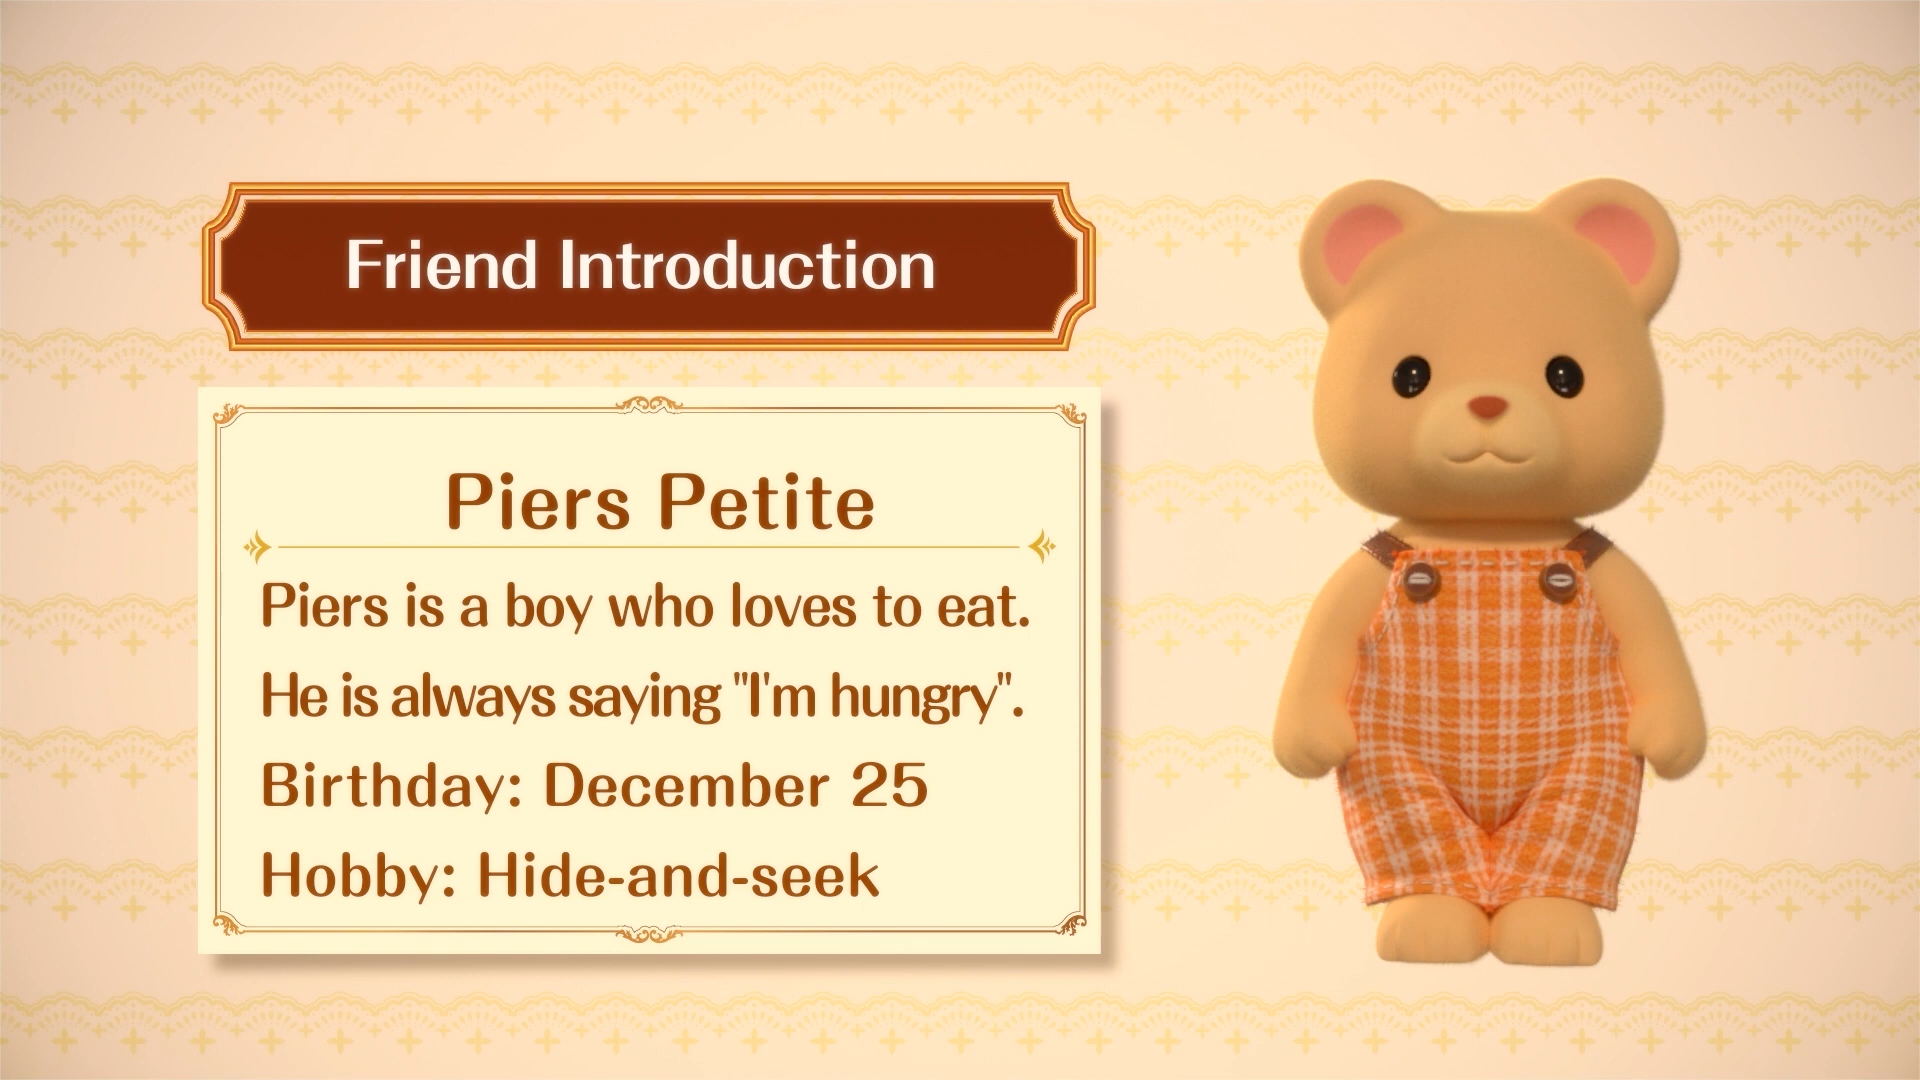 Friend Introduction
Piers Petite
Piers is a boy who loves to eat.
He is always saying "I'm hungry".
Birthday: December 25
Hobby: Hide-and-seek